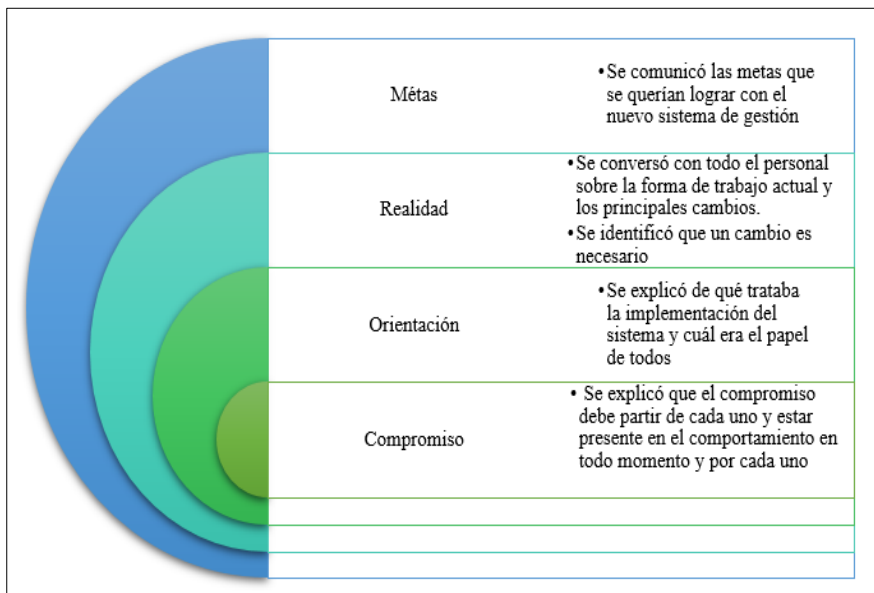 Métas
•Se comunicó las metas que
se querían lograr con el
nuevo sistema de gestión
Realidad
•Se conversó con todo el personal
sobre la forma de trabajo actual y
los principales cambios.
•Se identificó que un cambio es
necesario
Orientación
•Se explicó de qué trataba
la implementación del
sistema y cuál era el papel
de todos
Compromiso
• Se explicó que el compromiso
debe partir de cada uno y estar
presente en el comportamiento en
todo momento y por cada uno